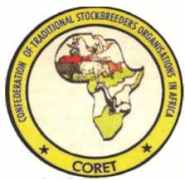 CONFEDERATION OF TRADITIONAL STOCKBREEDERS ORGANISATIONS IN AFRICA
CORET